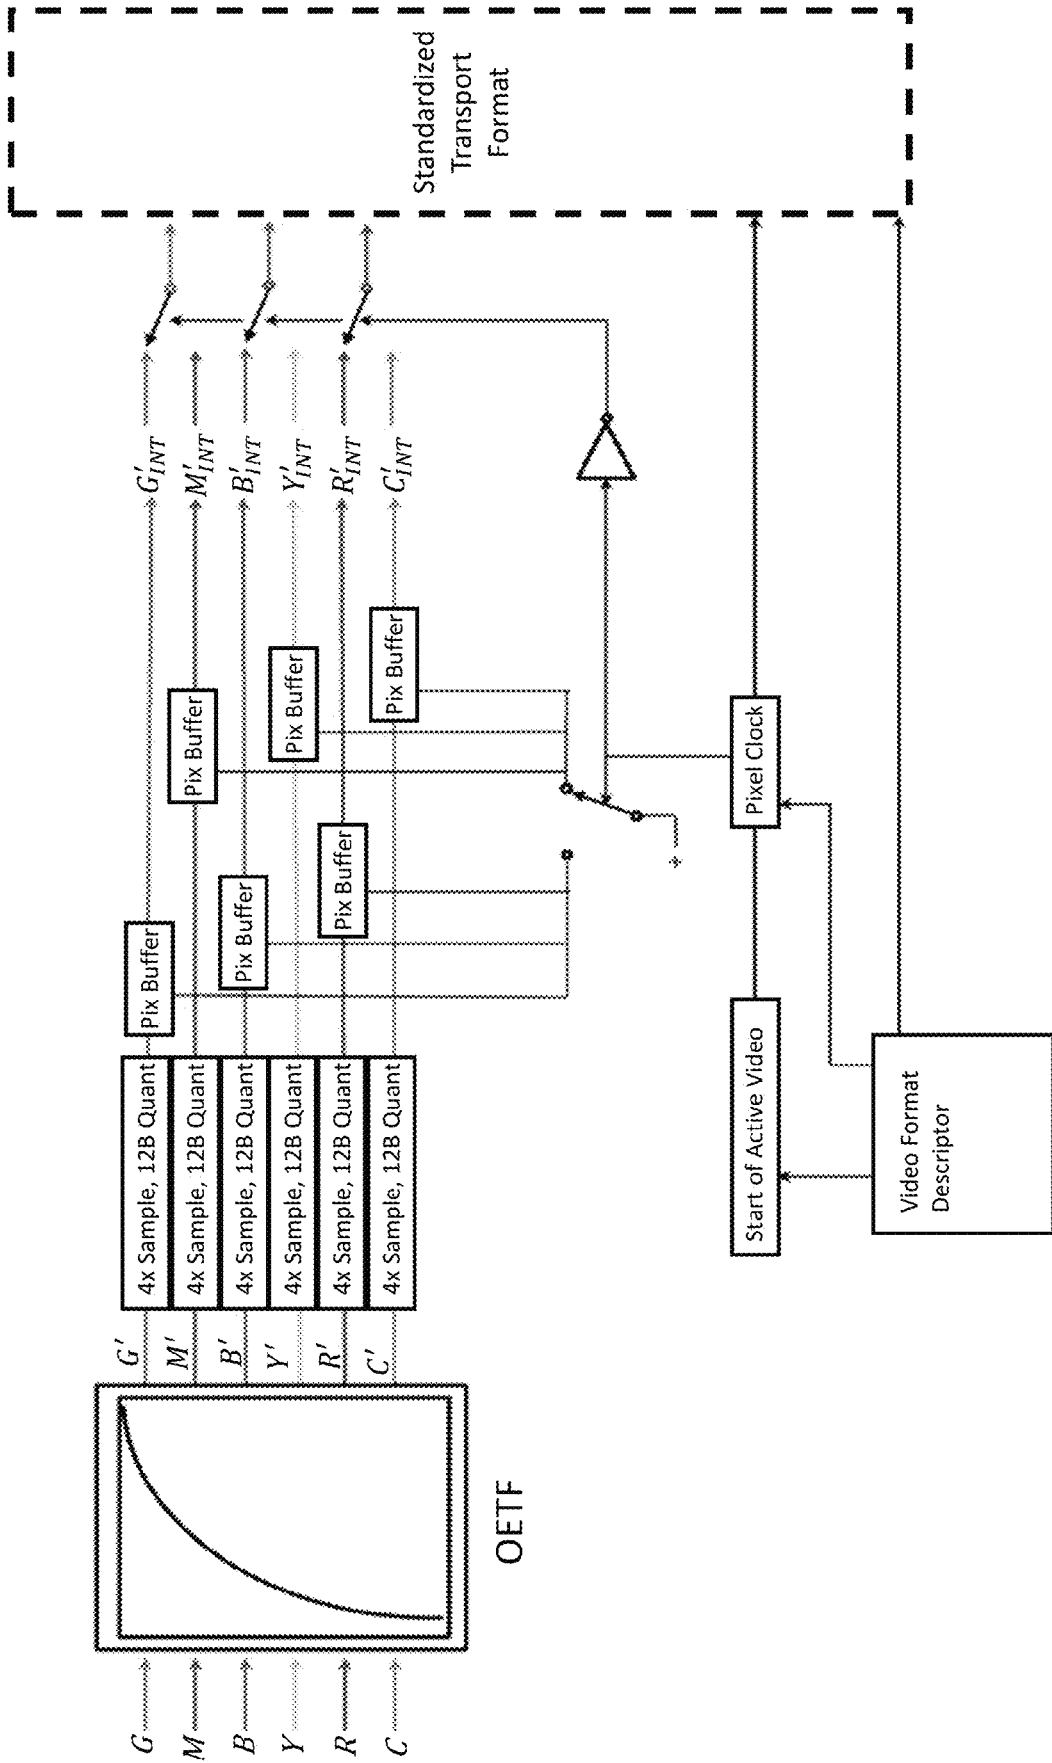 G
M
B
Y
R
C
OETF
G'
M'
B'
Y'
R'
C'
4x Sample, 12B Quant
4x Sample, 12B Quant
4x Sample, 12B Quant
4x Sample, 12B Quant
4x Sample, 12B Quant
4x Sample, 12B Quant
Pix Buffer
Pix Buffer
Pix Buffer
Pix Buffer
Pix Buffer
Pix Buffer
G'INT
M'INT
B'INT
Y'INT
R'INT
C'INT
Standardized
Transport
Format
Start of Active Video
Pixel Clock
Video Format
Descriptor